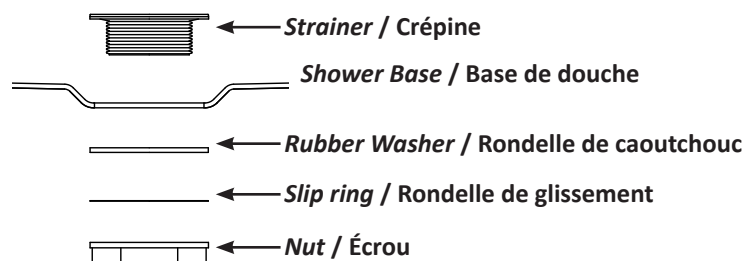 Strainer / Crépine
Shower Base / Base de douche
Rubber Washer / Rondelle de caoutchouc
Slip ring / Rondelle de glissement
Nut / Écrou